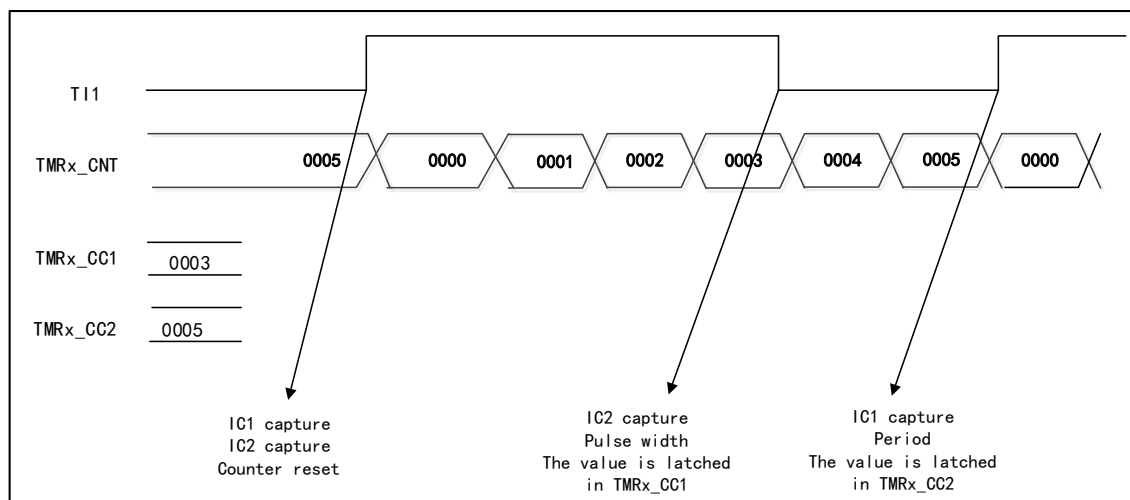 TI1
TMRx_CNT
0005 0000 0001 0002 0003 0004 0005 0000
TMRx_CC1
0003
TMRx_CC2
0005
IC1 capture
IC2 capture
Counter reset
IC2 capture
Pulse width
The value is latched
in TMRx_CC1
IC1 capture
Period
The value is latched
in TMRx_CC2